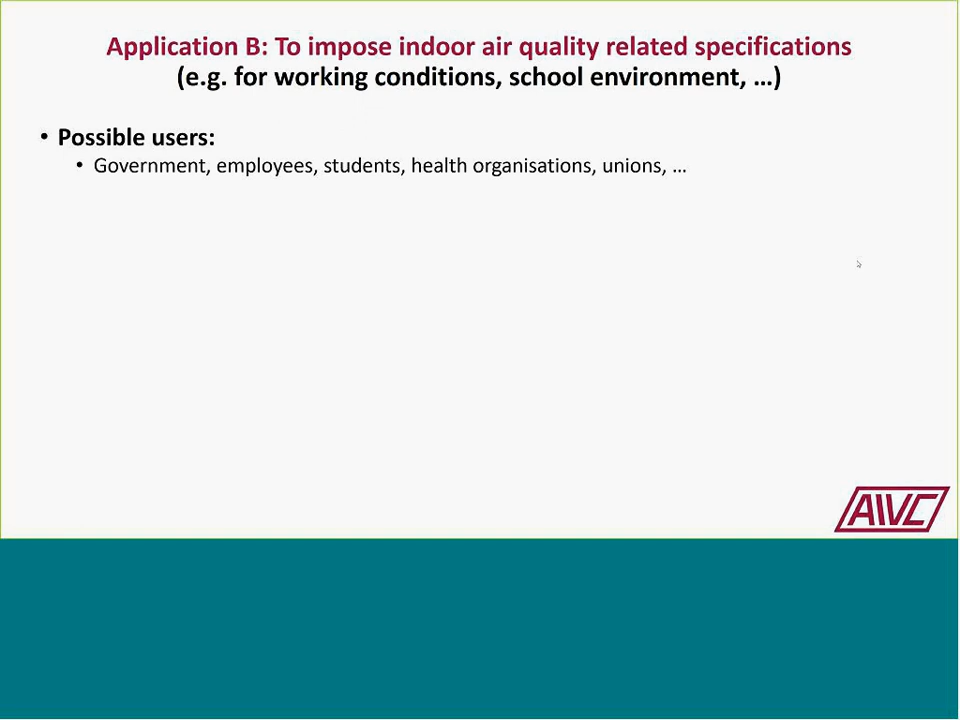 Application B: To impose indoor air quality related specifications
(e.g. for working conditions, school environment, …)
• Possible users:
• Government, employees, students, health organisations, unions, …
AIVC